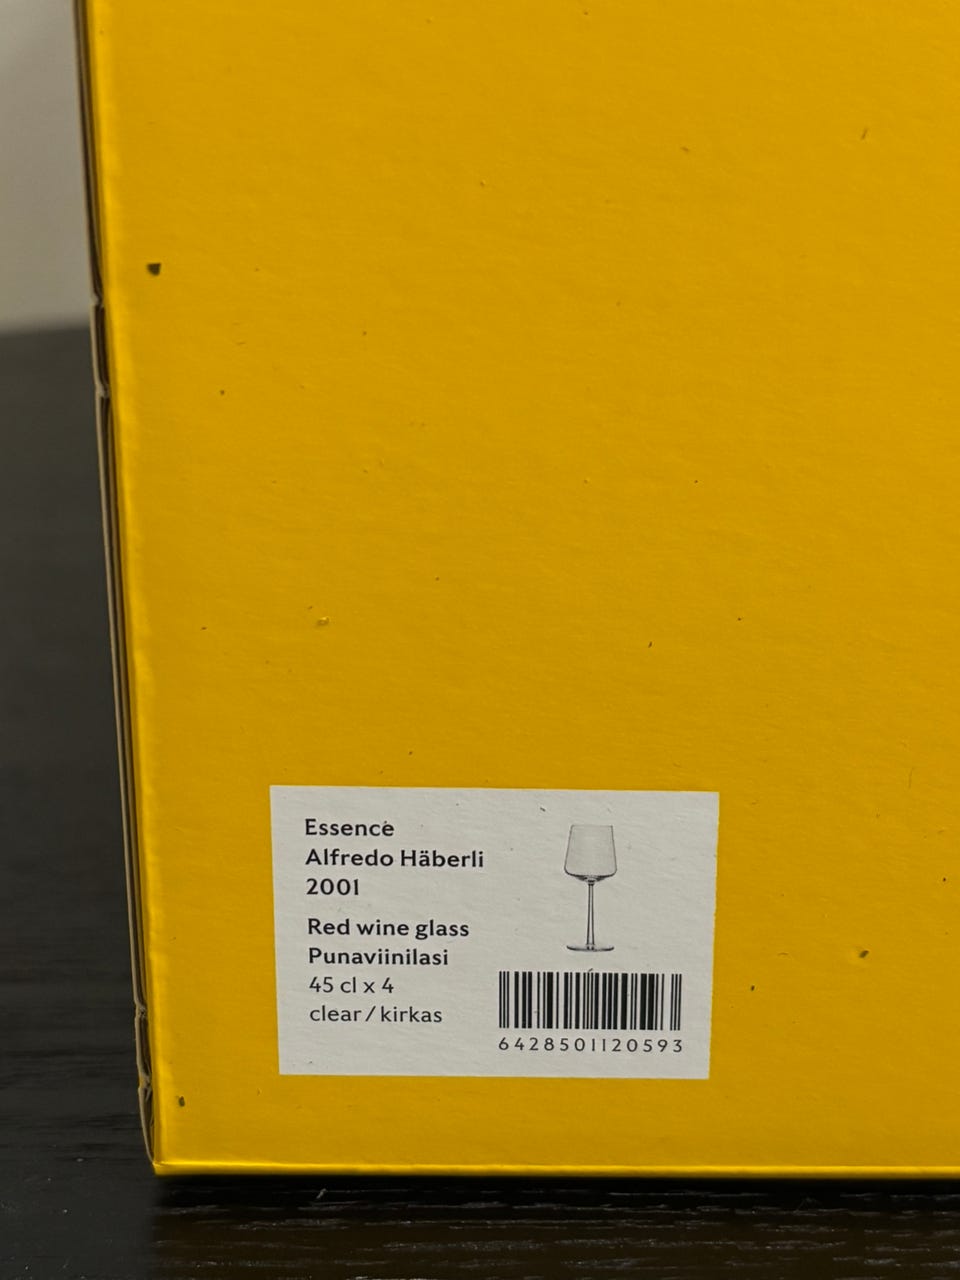 Essence
Alfredo Häberli
2001
Red wine glass
Punaviinilasi
45 cl x 4
clear / kirkas
6428501120593